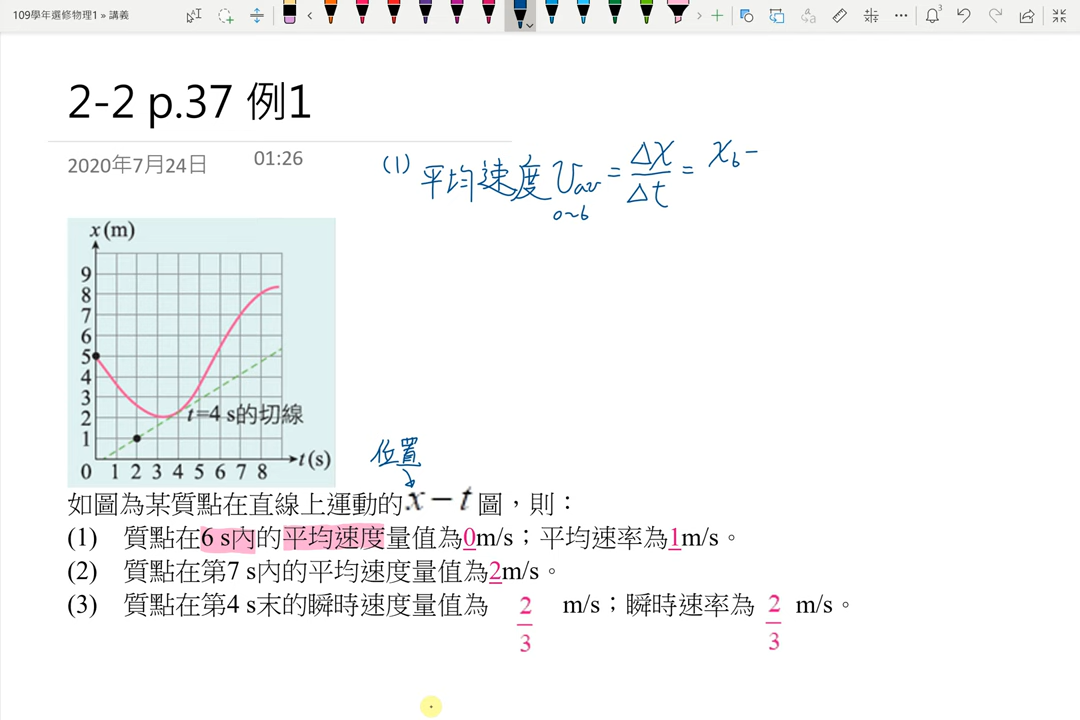 109學年選修物理1 » 講義
2-2 p.37 例1
2020年7月24日 01:26
(1) 平均速度 Vav 0~6 = ΔX/Δt = X6 −
x(m)
9
8
7
6
5
4
3
2
1
t=4 s的切線
0 1 2 3 4 5 6 7 8 t(s)
位置
如圖為某質點在直線上運動的 x − t 圖，則：
(1) 質點在6 s內的平均速度量值為0m/s；平均速率為1m/s。
(2) 質點在第7 s內的平均速度量值為2m/s。
(3) 質點在第4 s末的瞬時速度量值為 2/3 m/s；瞬時速率為 2/3 m/s。